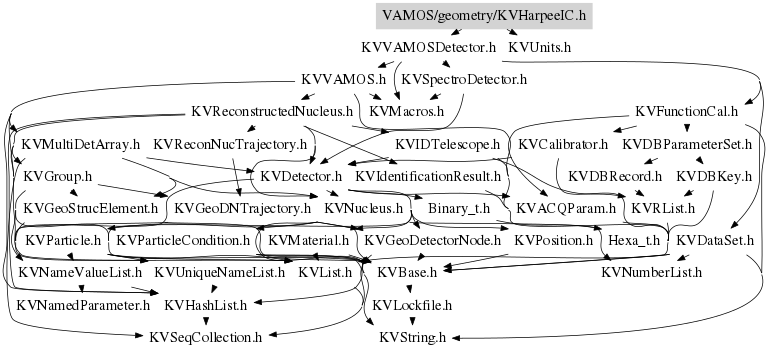 VAMOS/geometry/KVHarpeeIC.h
KVVAMOSDetector.h KVUnits.h
KVVAMOS.h KVSpectroDetector.h
KVReconstructedNucleus.h KVMacros.h KVFunctionCal.h
KVMultiDetArray.h KVReconNucTrajectory.h KVIDTelescope.h KVCalibrator.h KVDBParameterSet.h
KVGroup.h KVDetector.h KVIdentificationResult.h KVDBRecord.h KVDBKey.h
KVGeoStrucElement.h KVGeoDNTrajectory.h KVNucleus.h Binary_t.h KVACQParam.h KVRList.h
KVParticle.h KVParticleCondition.h KVMaterial.h KVGeoDetectorNode.h KVPosition.h Hexa_t.h KVDataSet.h
KVNameValueList.h KVUniqueNameList.h KVList.h KVBase.h KVNumberList.h
KVNamedParameter.h KVHashList.h KVLockfile.h
KVSeqCollection.h KVString.h